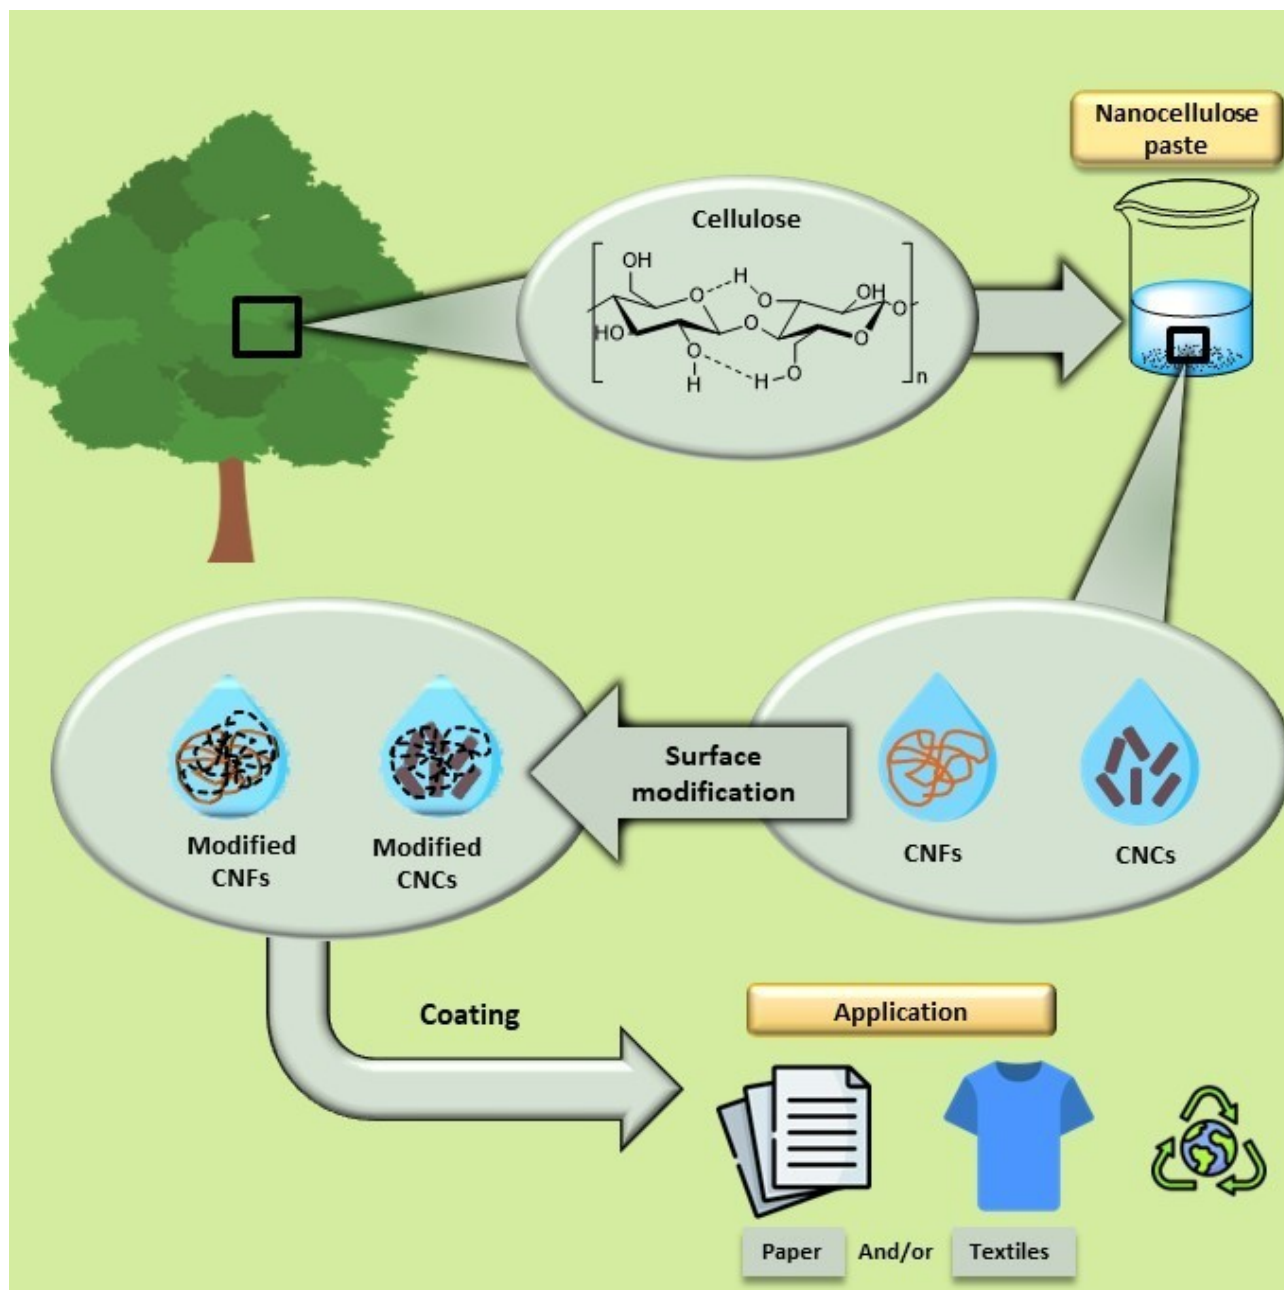 Nanocellulose
paste
Cellulose
OH
H
O
O
OH
O
HO
O
O
O
O
H
H
O
n
Surface
modification
CNFs
CNCs
Modified
CNFs
Modified
CNCs
Coating
Application
Paper And/or Textiles